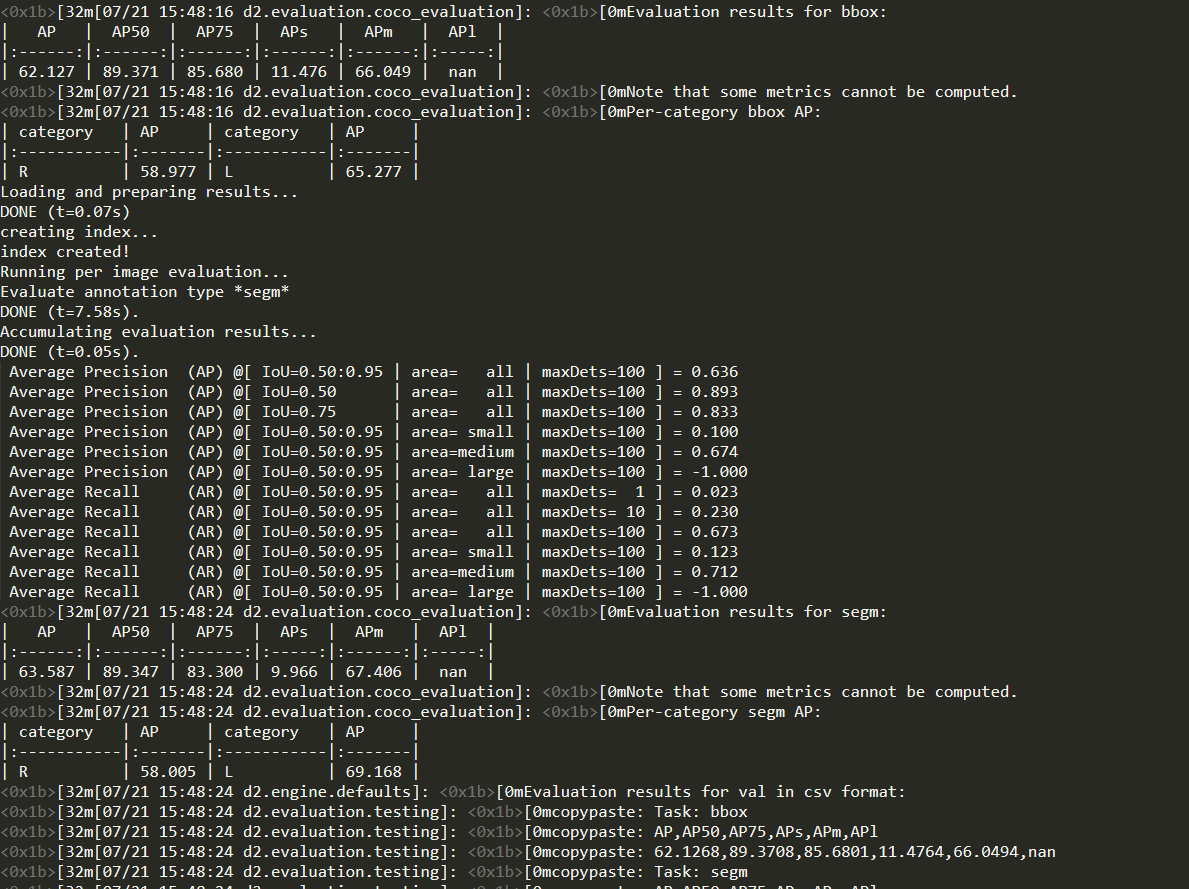 <0x1b>[32m[07/21 15:48:16 d2.evaluation.coco_evaluation]: <0x1b>[0mEvaluation results for bbox:
|   AP   |  AP50  |  AP75  |  APs   |  APm   |  APl  |
|:------:|:------:|:------:|:------:|:------:|:-----:|
| 62.127 | 89.371 | 85.680 | 11.476 | 66.049 |  nan  |
<0x1b>[32m[07/21 15:48:16 d2.evaluation.coco_evaluation]: <0x1b>[0mNote that some metrics cannot be computed.
<0x1b>[32m[07/21 15:48:16 d2.evaluation.coco_evaluation]: <0x1b>[0mPer-category bbox AP:
| category   | AP     | category   | AP     |
|:-----------|:-------|:-----------|:-------|
| R          | 58.977 | L          | 65.277 |
Loading and preparing results...
DONE (t=0.07s)
creating index...
index created!
Running per image evaluation...
Evaluate annotation type *segm*
DONE (t=7.58s).
Accumulating evaluation results...
DONE (t=0.05s).
 Average Precision  (AP) @[ IoU=0.50:0.95 | area=   all | maxDets=100 ] = 0.636
 Average Precision  (AP) @[ IoU=0.50      | area=   all | maxDets=100 ] = 0.893
 Average Precision  (AP) @[ IoU=0.75      | area=   all | maxDets=100 ] = 0.833
 Average Precision  (AP) @[ IoU=0.50:0.95 | area= small | maxDets=100 ] = 0.100
 Average Precision  (AP) @[ IoU=0.50:0.95 | area=medium | maxDets=100 ] = 0.674
 Average Precision  (AP) @[ IoU=0.50:0.95 | area= large | maxDets=100 ] = -1.000
 Average Recall     (AR) @[ IoU=0.50:0.95 | area=   all | maxDets=  1 ] = 0.023
 Average Recall     (AR) @[ IoU=0.50:0.95 | area=   all | maxDets= 10 ] = 0.230
 Average Recall     (AR) @[ IoU=0.50:0.95 | area=   all | maxDets=100 ] = 0.673
 Average Recall     (AR) @[ IoU=0.50:0.95 | area= small | maxDets=100 ] = 0.123
 Average Recall     (AR) @[ IoU=0.50:0.95 | area=medium | maxDets=100 ] = 0.712
 Average Recall     (AR) @[ IoU=0.50:0.95 | area= large | maxDets=100 ] = -1.000
<0x1b>[32m[07/21 15:48:24 d2.evaluation.coco_evaluation]: <0x1b>[0mEvaluation results for segm:
|   AP   |  AP50  |  AP75  |  APs  |  APm   |  APl  |
|:------:|:------:|:------:|:-----:|:------:|:-----:|
| 63.587 | 89.347 | 83.300 | 9.966 | 67.406 |  nan  |
<0x1b>[32m[07/21 15:48:24 d2.evaluation.coco_evaluation]: <0x1b>[0mNote that some metrics cannot be computed.
<0x1b>[32m[07/21 15:48:24 d2.evaluation.coco_evaluation]: <0x1b>[0mPer-category segm AP:
| category   | AP     | category   | AP     |
|:-----------|:-------|:-----------|:-------|
| R          | 58.005 | L          | 69.168 |
<0x1b>[32m[07/21 15:48:24 d2.engine.defaults]: <0x1b>[0mEvaluation results for val in csv format:
<0x1b>[32m[07/21 15:48:24 d2.evaluation.testing]: <0x1b>[0mcopypaste: Task: bbox
<0x1b>[32m[07/21 15:48:24 d2.evaluation.testing]: <0x1b>[0mcopypaste: AP,AP50,AP75,APs,APm,APl
<0x1b>[32m[07/21 15:48:24 d2.evaluation.testing]: <0x1b>[0mcopypaste: 62.1268,89.3708,85.6801,11.4764,66.0494,nan
<0x1b>[32m[07/21 15:48:24 d2.evaluation.testing]: <0x1b>[0mcopypaste: Task: segm